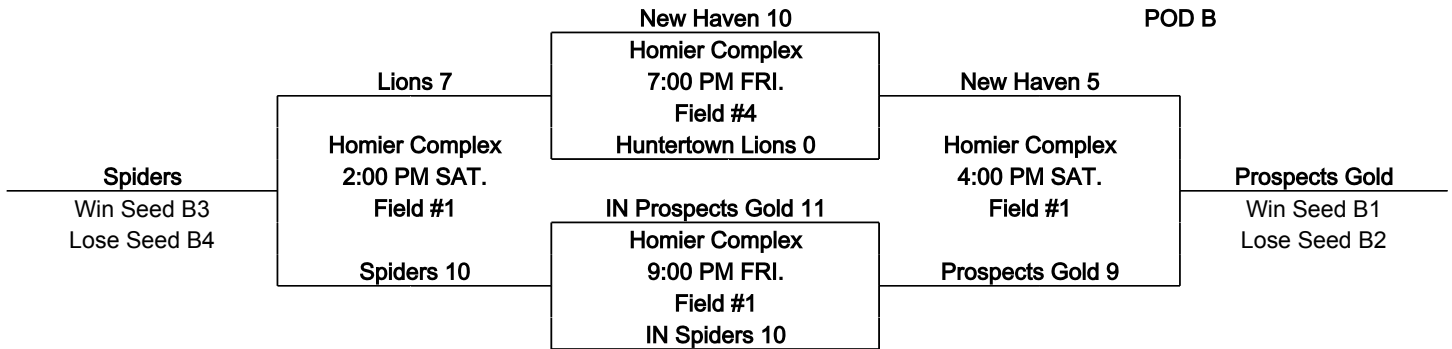 New Haven 10
POD B
Homier Complex
Lions 7
7:00 PM FRI.
New Haven 5
Field #4
Homier Complex
Huntertown Lions 0
Homier Complex
Spiders
2:00 PM SAT.
4:00 PM SAT.
Prospects Gold
Win Seed B3
Field #1
IN Prospects Gold 11
Field #1
Win Seed B1
Lose Seed B4
Homier Complex
Lose Seed B2
Spiders 10
9:00 PM FRI.
Prospects Gold 9
Field #1
IN Spiders 10